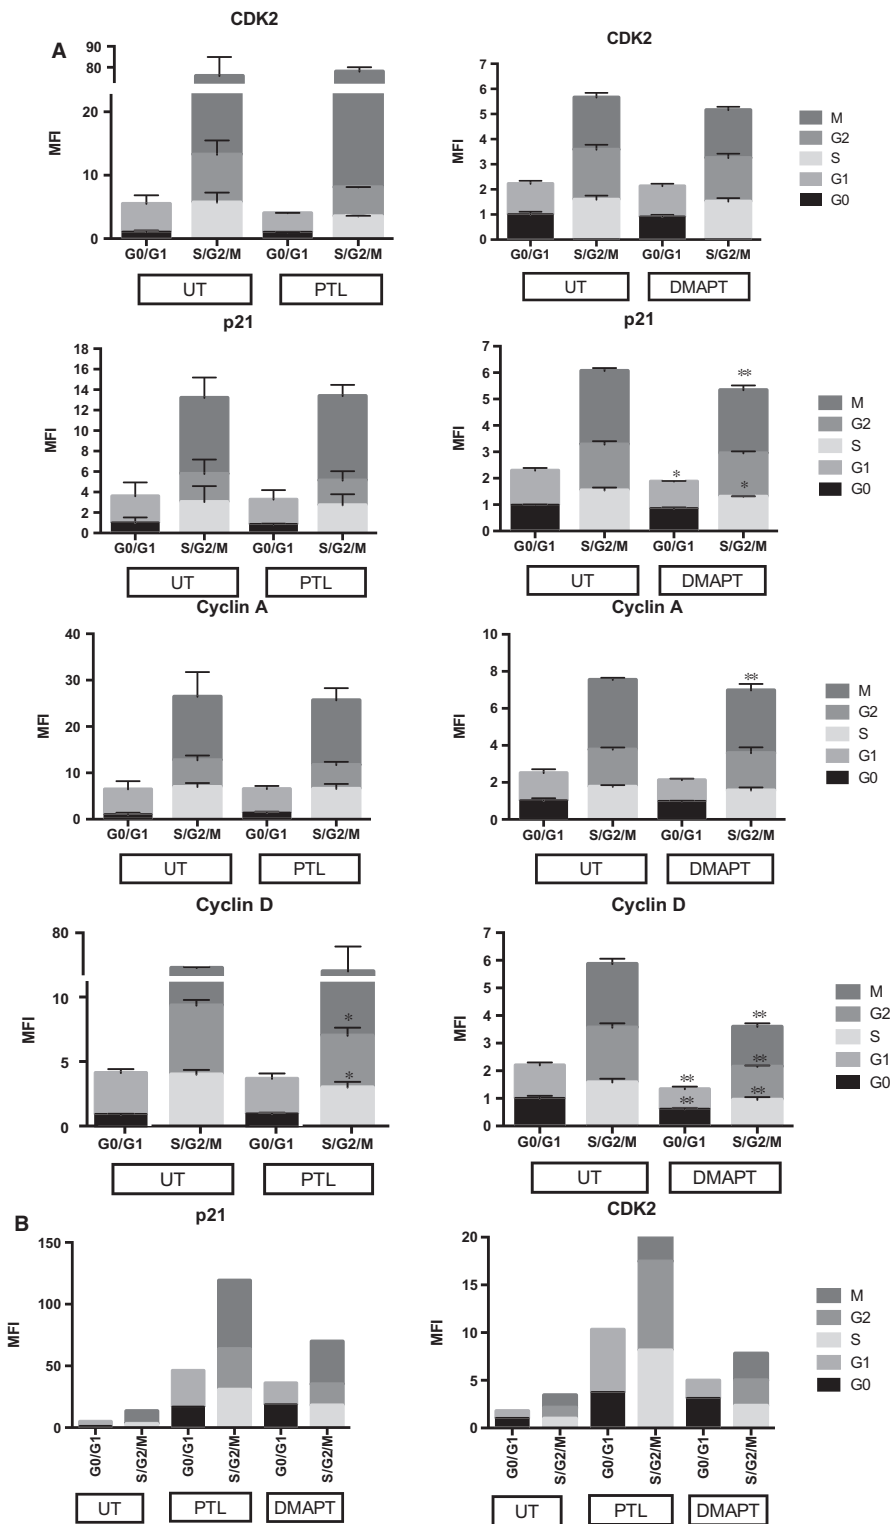 A
CDK2
90
80
20
10
0
MFI
G0/G1
S/G2/M
G0/G1
S/G2/M
UT
PTL
CDK2
7
6
5
4
3
2
1
0
MFI
G0/G1
S/G2/M
G0/G1
S/G2/M
UT
DMAPT
M
G2
S
G1
G0
p21
18
16
14
12
10
8
6
4
2
0
MFI
G0/G1
S/G2/M
G0/G1
S/G2/M
UT
PTL
p21
7
6
5
4
3
2
1
0
MFI
**
*
*
G0/G1
S/G2/M
G0/G1
S/G2/M
UT
DMAPT
M
G2
S
G1
G0
Cyclin A
40
30
20
10
0
MFI
G0/G1
S/G2/M
G0/G1
S/G2/M
UT
PTL
Cyclin A
10
8
6
4
2
0
MFI
**
G0/G1
S/G2/M
G0/G1
S/G2/M
UT
DMAPT
M
G2
S
G1
G0
Cyclin D
80
10
5
0
MFI
*
*
G0/G1
S/G2/M
G0/G1
S/G2/M
UT
PTL
Cyclin D
7
6
5
4
3
2
1
0
MFI
**
**
**
**
**
G0/G1
S/G2/M
G0/G1
S/G2/M
UT
DMAPT
M
G2
S
G1
G0
B
p21
150
100
50
0
MFI
G0/G1
S/G2/M
G0/G1
S/G2/M
G0/G1
S/G2/M
UT
PTL
DMAPT
CDK2
20
15
10
5
0
MFI
G0/G1
S/G2/M
G0/G1
S/G2/M
G0/G1
S/G2/M
UT
PTL
DMAPT
M
G2
S
G1
G0